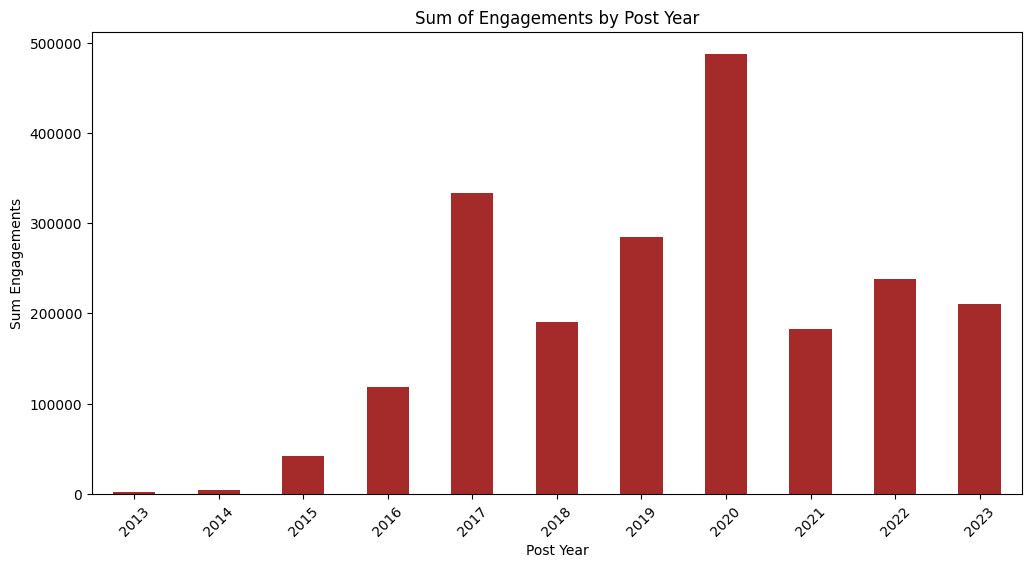 Sum of Engagements by Post Year
500000
400000
300000
200000
100000
0
Sum Engagements
2013 2014 2015 2016 2017 2018 2019 2020 2021 2022 2023
Post Year